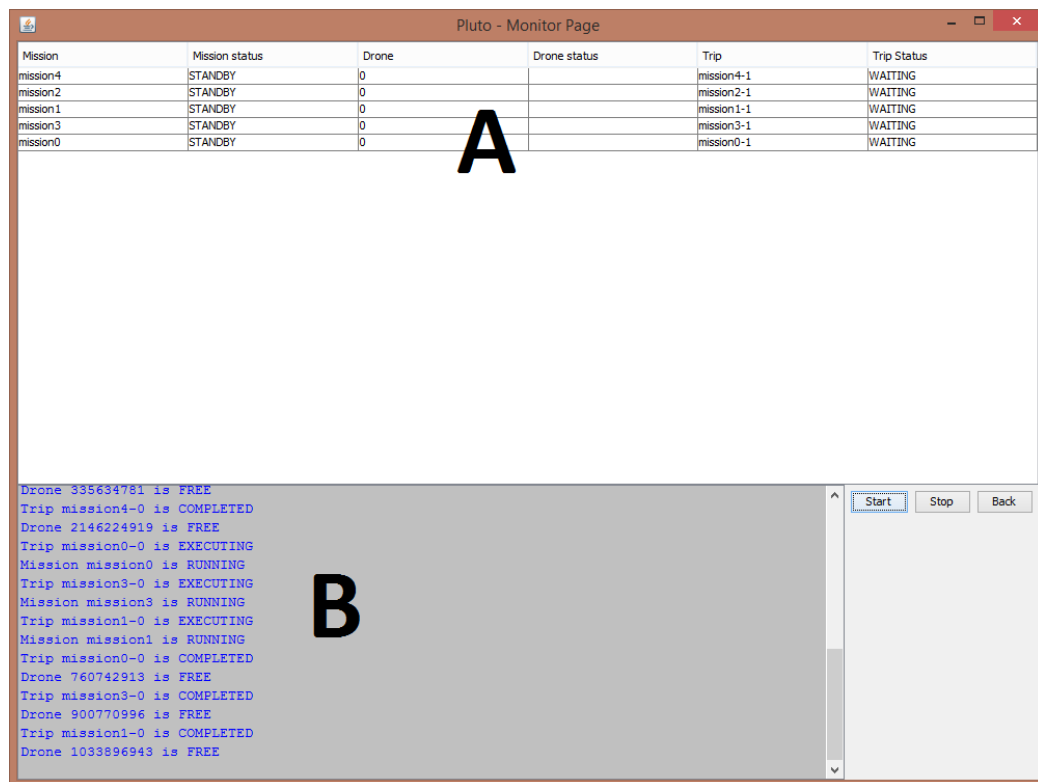 Pluto - Monitor Page
Mission Mission status Drone Drone status Trip Trip Status
mission4 STANDBY 0 mission4-1 WAITING
mission2 STANDBY 0 mission2-1 WAITING
mission1 STANDBY 0 mission1-1 WAITING
mission3 STANDBY 0 mission3-1 WAITING
mission0 STANDBY 0 mission0-1 WAITING
A
Drone 335634781 is FREE
Trip mission4-0 is COMPLETED
Drone 2146224919 is FREE
Trip mission0-0 is EXECUTING
Mission mission0 is RUNNING
Trip mission3-0 is EXECUTING
Mission mission3 is RUNNING
Trip mission1-0 is EXECUTING
Mission mission1 is RUNNING
Trip mission0-0 is COMPLETED
Drone 760742913 is FREE
Trip mission3-0 is COMPLETED
Drone 900770996 is FREE
Trip mission1-0 is COMPLETED
Drone 1033896943 is FREE
B
Start Stop Back